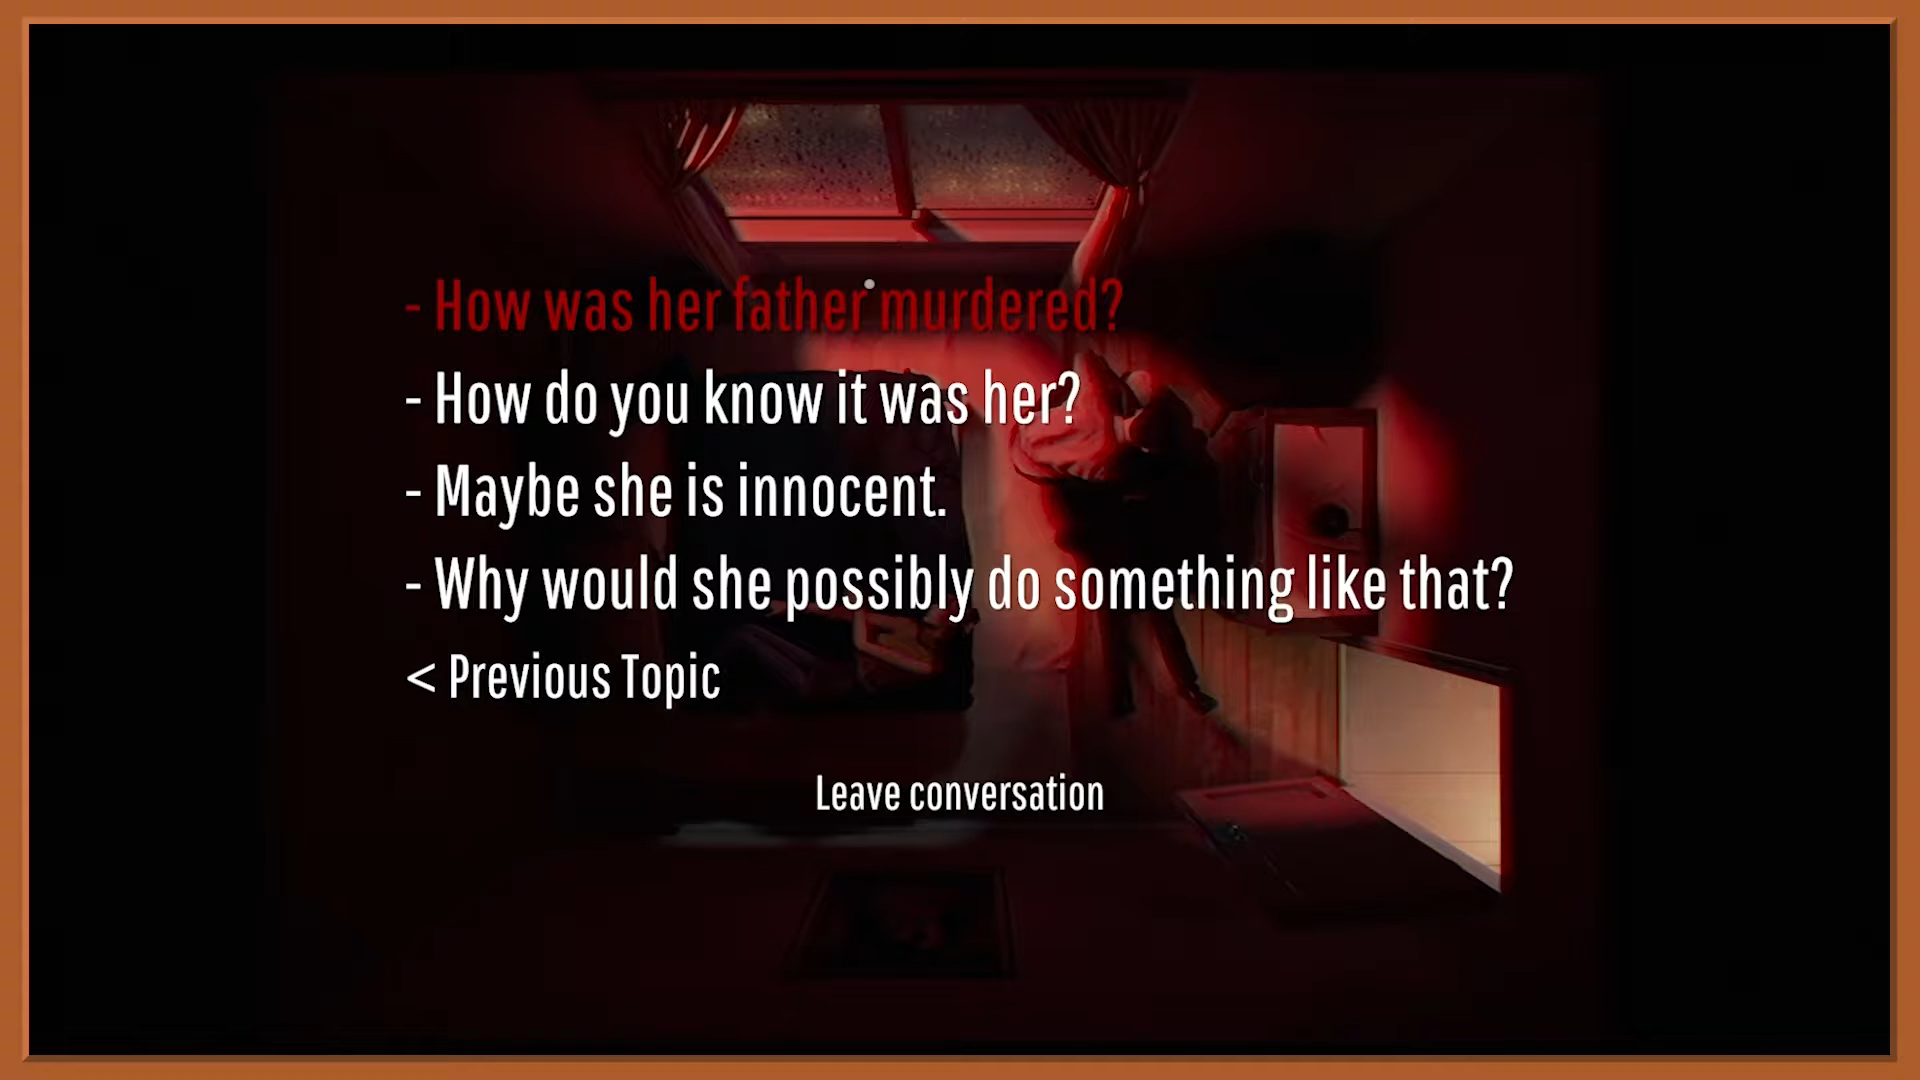 - How was her father murdered?
- How do you know it was her?
- Maybe she is innocent.
- Why would she possibly do something like that?
< Previous Topic
Leave conversation